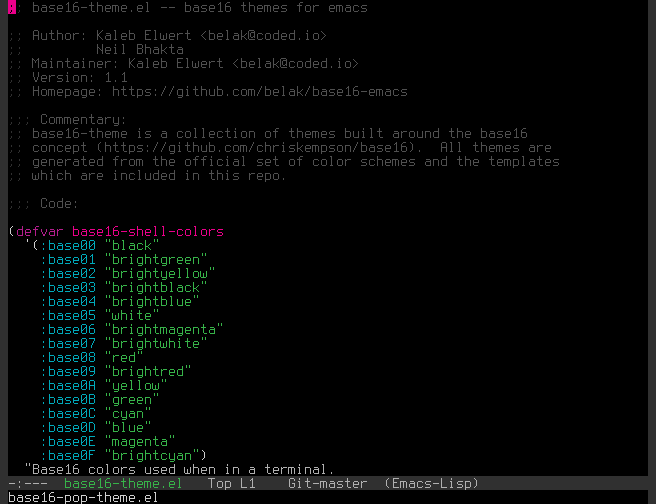 ;; base16-theme.el -- base16 themes for emacs
;; Author: Kaleb Elwert <belak@coded.io>
;;         Neil Bhakta
;; Maintainer: Kaleb Elwert <belak@coded.io>
;; Version: 1.1
;; Homepage: https://github.com/belak/base16-emacs
;;; Commentary:
;; base16-theme is a collection of themes built around the base16
;; concept (https://github.com/chriskempson/base16).  All themes are
;; generated from the official set of color schemes and the templates
;; which are included in this repo.
;;; Code:
(defvar base16-shell-colors
  '(:base00 "black"
    :base01 "brightgreen"
    :base02 "brightyellow"
    :base03 "brightblack"
    :base04 "brightblue"
    :base05 "white"
    :base06 "brightmagenta"
    :base07 "brightwhite"
    :base08 "red"
    :base09 "brightred"
    :base0A "yellow"
    :base0B "green"
    :base0C "cyan"
    :base0D "blue"
    :base0E "magenta"
    :base0F "brightcyan")
  "Base16 colors used when in a terminal.
-:---  base16-theme.el   Top L1    Git-master  (Emacs-Lisp)
base16-pop-theme.el